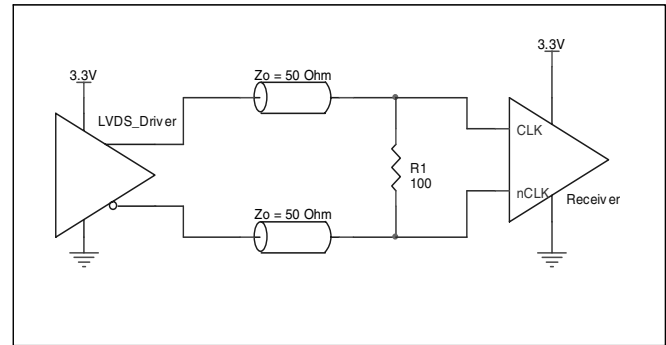 3.3V
3.3V
Zo = 50 Ohm
LVDS_Driver
CLK
R1
100
nCLK
Receiver
Zo = 50 Ohm